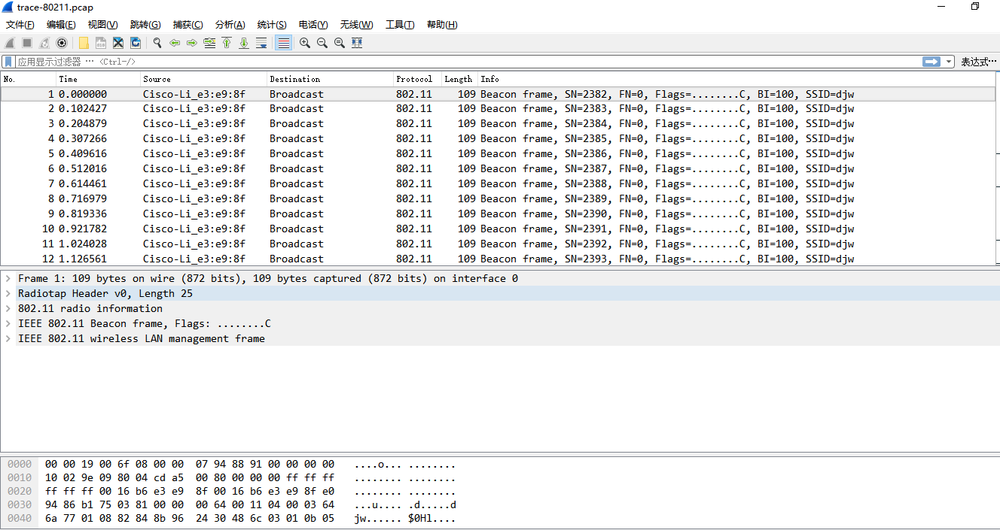 trace-80211.pcap
文件(F) 编辑(E) 视图(V) 跳转(G) 捕获(C) 分析(A) 统计(S) 电话(Y) 无线(W) 工具(T) 帮助(H)
应用显示过滤器 … <Ctrl-/> 表达式…
No. Time Source Destination Protocol Length Info
1 0.000000 Cisco-Li_e3:e9:8f Broadcast 802.11 109 Beacon frame, SN=2382, FN=0, Flags=........C, BI=100, SSID=djw
2 0.102427 Cisco-Li_e3:e9:8f Broadcast 802.11 109 Beacon frame, SN=2383, FN=0, Flags=........C, BI=100, SSID=djw
3 0.204879 Cisco-Li_e3:e9:8f Broadcast 802.11 109 Beacon frame, SN=2384, FN=0, Flags=........C, BI=100, SSID=djw
4 0.307266 Cisco-Li_e3:e9:8f Broadcast 802.11 109 Beacon frame, SN=2385, FN=0, Flags=........C, BI=100, SSID=djw
5 0.409616 Cisco-Li_e3:e9:8f Broadcast 802.11 109 Beacon frame, SN=2386, FN=0, Flags=........C, BI=100, SSID=djw
6 0.512016 Cisco-Li_e3:e9:8f Broadcast 802.11 109 Beacon frame, SN=2387, FN=0, Flags=........C, BI=100, SSID=djw
7 0.614461 Cisco-Li_e3:e9:8f Broadcast 802.11 109 Beacon frame, SN=2388, FN=0, Flags=........C, BI=100, SSID=djw
8 0.716979 Cisco-Li_e3:e9:8f Broadcast 802.11 109 Beacon frame, SN=2389, FN=0, Flags=........C, BI=100, SSID=djw
9 0.819336 Cisco-Li_e3:e9:8f Broadcast 802.11 109 Beacon frame, SN=2390, FN=0, Flags=........C, BI=100, SSID=djw
10 0.921782 Cisco-Li_e3:e9:8f Broadcast 802.11 109 Beacon frame, SN=2391, FN=0, Flags=........C, BI=100, SSID=djw
11 1.024028 Cisco-Li_e3:e9:8f Broadcast 802.11 109 Beacon frame, SN=2392, FN=0, Flags=........C, BI=100, SSID=djw
12 1.126561 Cisco-Li_e3:e9:8f Broadcast 802.11 109 Beacon frame, SN=2393, FN=0, Flags=........C, BI=100, SSID=djw
Frame 1: 109 bytes on wire (872 bits), 109 bytes captured (872 bits) on interface 0
Radiotap Header v0, Length 25
802.11 radio information
IEEE 802.11 Beacon frame, Flags: ........C
IEEE 802.11 wireless LAN management frame
0000 00 00 19 00 6f 08 00 00 07 94 88 91 00 00 00 00 ....o... ........
0010 10 02 9e 09 80 04 cd a5 00 80 00 00 00 ff ff ff ........ ........
0020 ff ff ff 00 16 b6 e3 e9 8f 00 16 b6 e3 e9 8f e0 ........ ........
0030 94 86 b1 75 03 81 00 00 00 64 00 11 04 00 03 64 ...u.... .d.....d
0040 6a 77 01 08 82 84 8b 96 24 30 48 6c 03 01 0b 05 jw...... $0Hl....